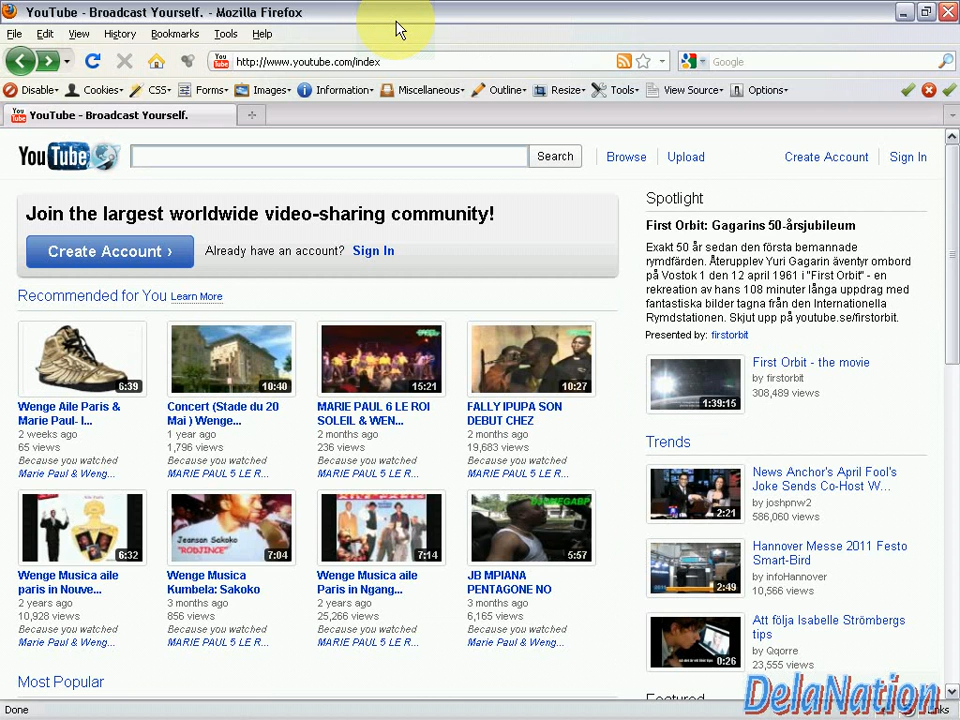 YouTube - Broadcast Yourself. - Mozilla Firefox
File Edit View History Bookmarks Tools Help
http://www.youtube.com/index
Google
Disable Cookies CSS Forms Images Information Miscellaneous Outline Resize Tools View Source Options
YouTube - Broadcast Yourself.
YouTube
Search
Browse
Upload
Create Account
Sign In
Join the largest worldwide video-sharing community!
Create Account ›
Already have an account? Sign In
Recommended for You Learn More
6:39
Wenge Aile Paris &
Marie Paul- I...
2 weeks ago
65 views
Because you watched
Marie Paul & Weng...
10:40
Concert (Stade du 20
Mai ) Wenge...
1 year ago
1,796 views
Because you watched
MARIE PAUL 5 LE R...
15:21
MARIE PAUL 6 LE ROI
SOLEIL & WEN...
2 months ago
236 views
Because you watched
MARIE PAUL 5 LE R...
10:27
FALLY IPUPA SON
DEBUT CHEZ
2 months ago
19,683 views
Because you watched
MARIE PAUL 5 LE R...
6:32
Wenge Musica aile
paris in Nouve...
2 years ago
10,928 views
Because you watched
Marie Paul & Weng...
Jeansan Sakoko
"RODJINCE"
7:04
Wenge Musica
Kumbela: Sakoko
3 months ago
856 views
Because you watched
MARIE PAUL 5 LE R...
7:14
Wenge Musica aile
Paris in Ngang...
2 years ago
25,266 views
Because you watched
MARIE PAUL 5 LE R...
5:57
JB MPIANA
PENTAGONE NO
3 months ago
6,165 views
Because you watched
Marie Paul & Weng...
Most Popular
Spotlight
First Orbit: Gagarins 50-årsjubileum
Exakt 50 år sedan den första bemannade
rymdfärden. Återupplev Yuri Gagarin äventyr ombord
på Vostok 1 den 12 april 1961 i "First Orbit" - en
rekreation av hans 108 minuter långa uppdrag med
fantastiska bilder tagna från den Internationella
Rymdstationen. Skjut upp på youtube.se/firstorbit.
Presented by: firstorbit
1:39:15
First Orbit - the movie
by firstorbit
308,489 views
Trends
2:21
News Anchor's April Fool's
Joke Sends Co-Host W...
by joshpnw2
586,060 views
2:49
Hannover Messe 2011 Festo
Smart-Bird
by infoHannover
10,566 views
0:26
Att följa Isabelle Strömbergs
tips
by Qqorre
23,555 views
Featured
DelaNation
Done